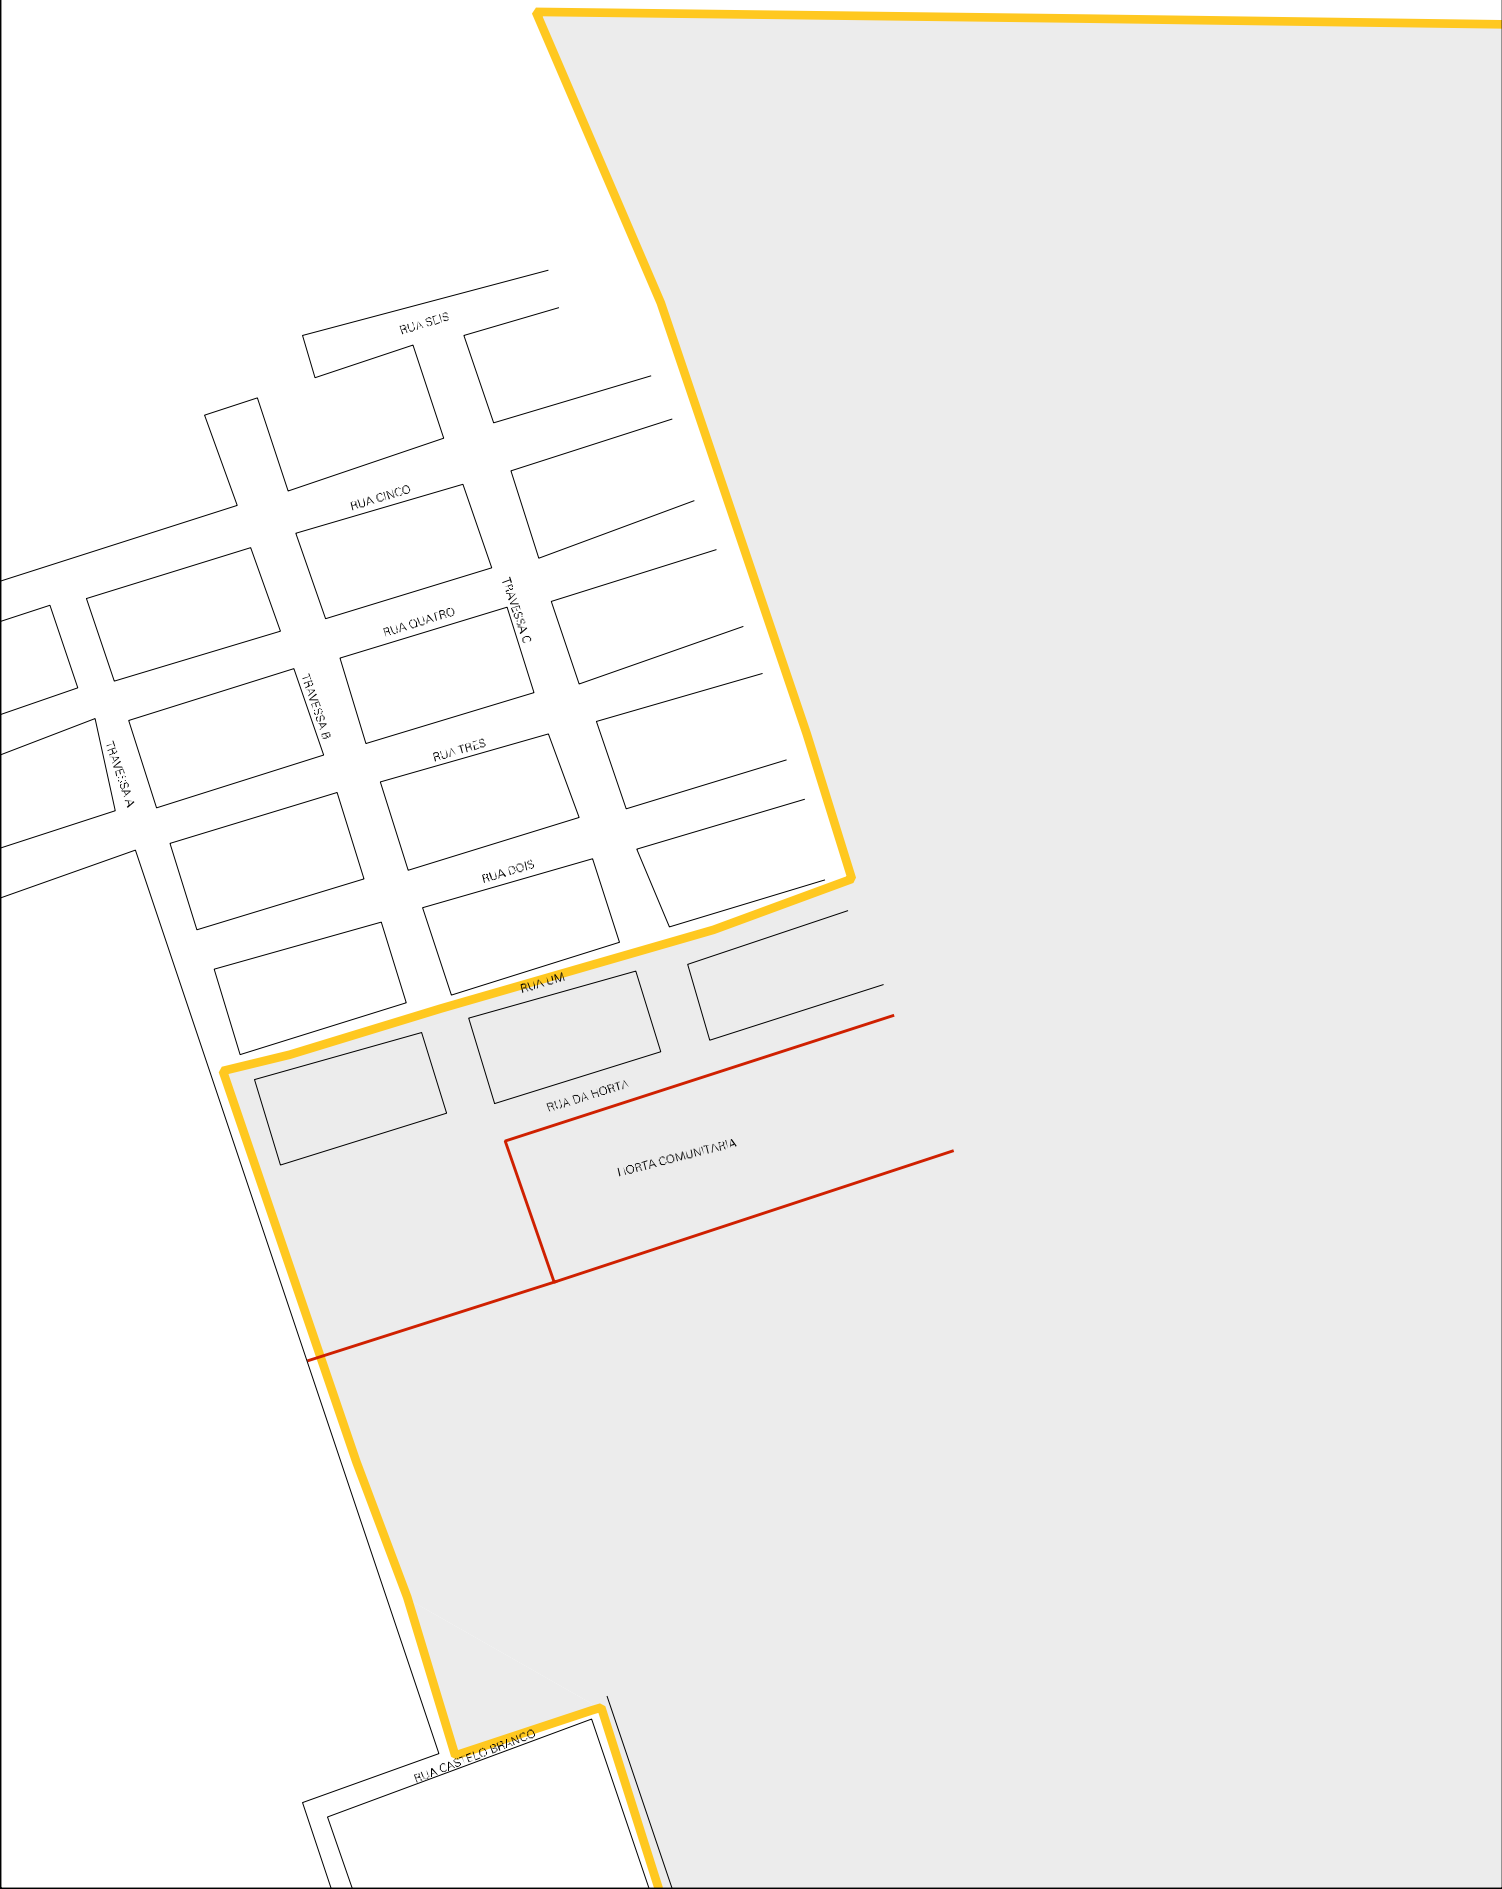 RUA SEIS
RUA CINCO
TRAVESSA C
RUA QUATRO
TRAVESSA B
TRAVESSA A
RUA TRES
RUA DOIS
RUA UM
RUA DA HORTA
HORTA COMUNITARIA
RUA CASTELO BRANCO